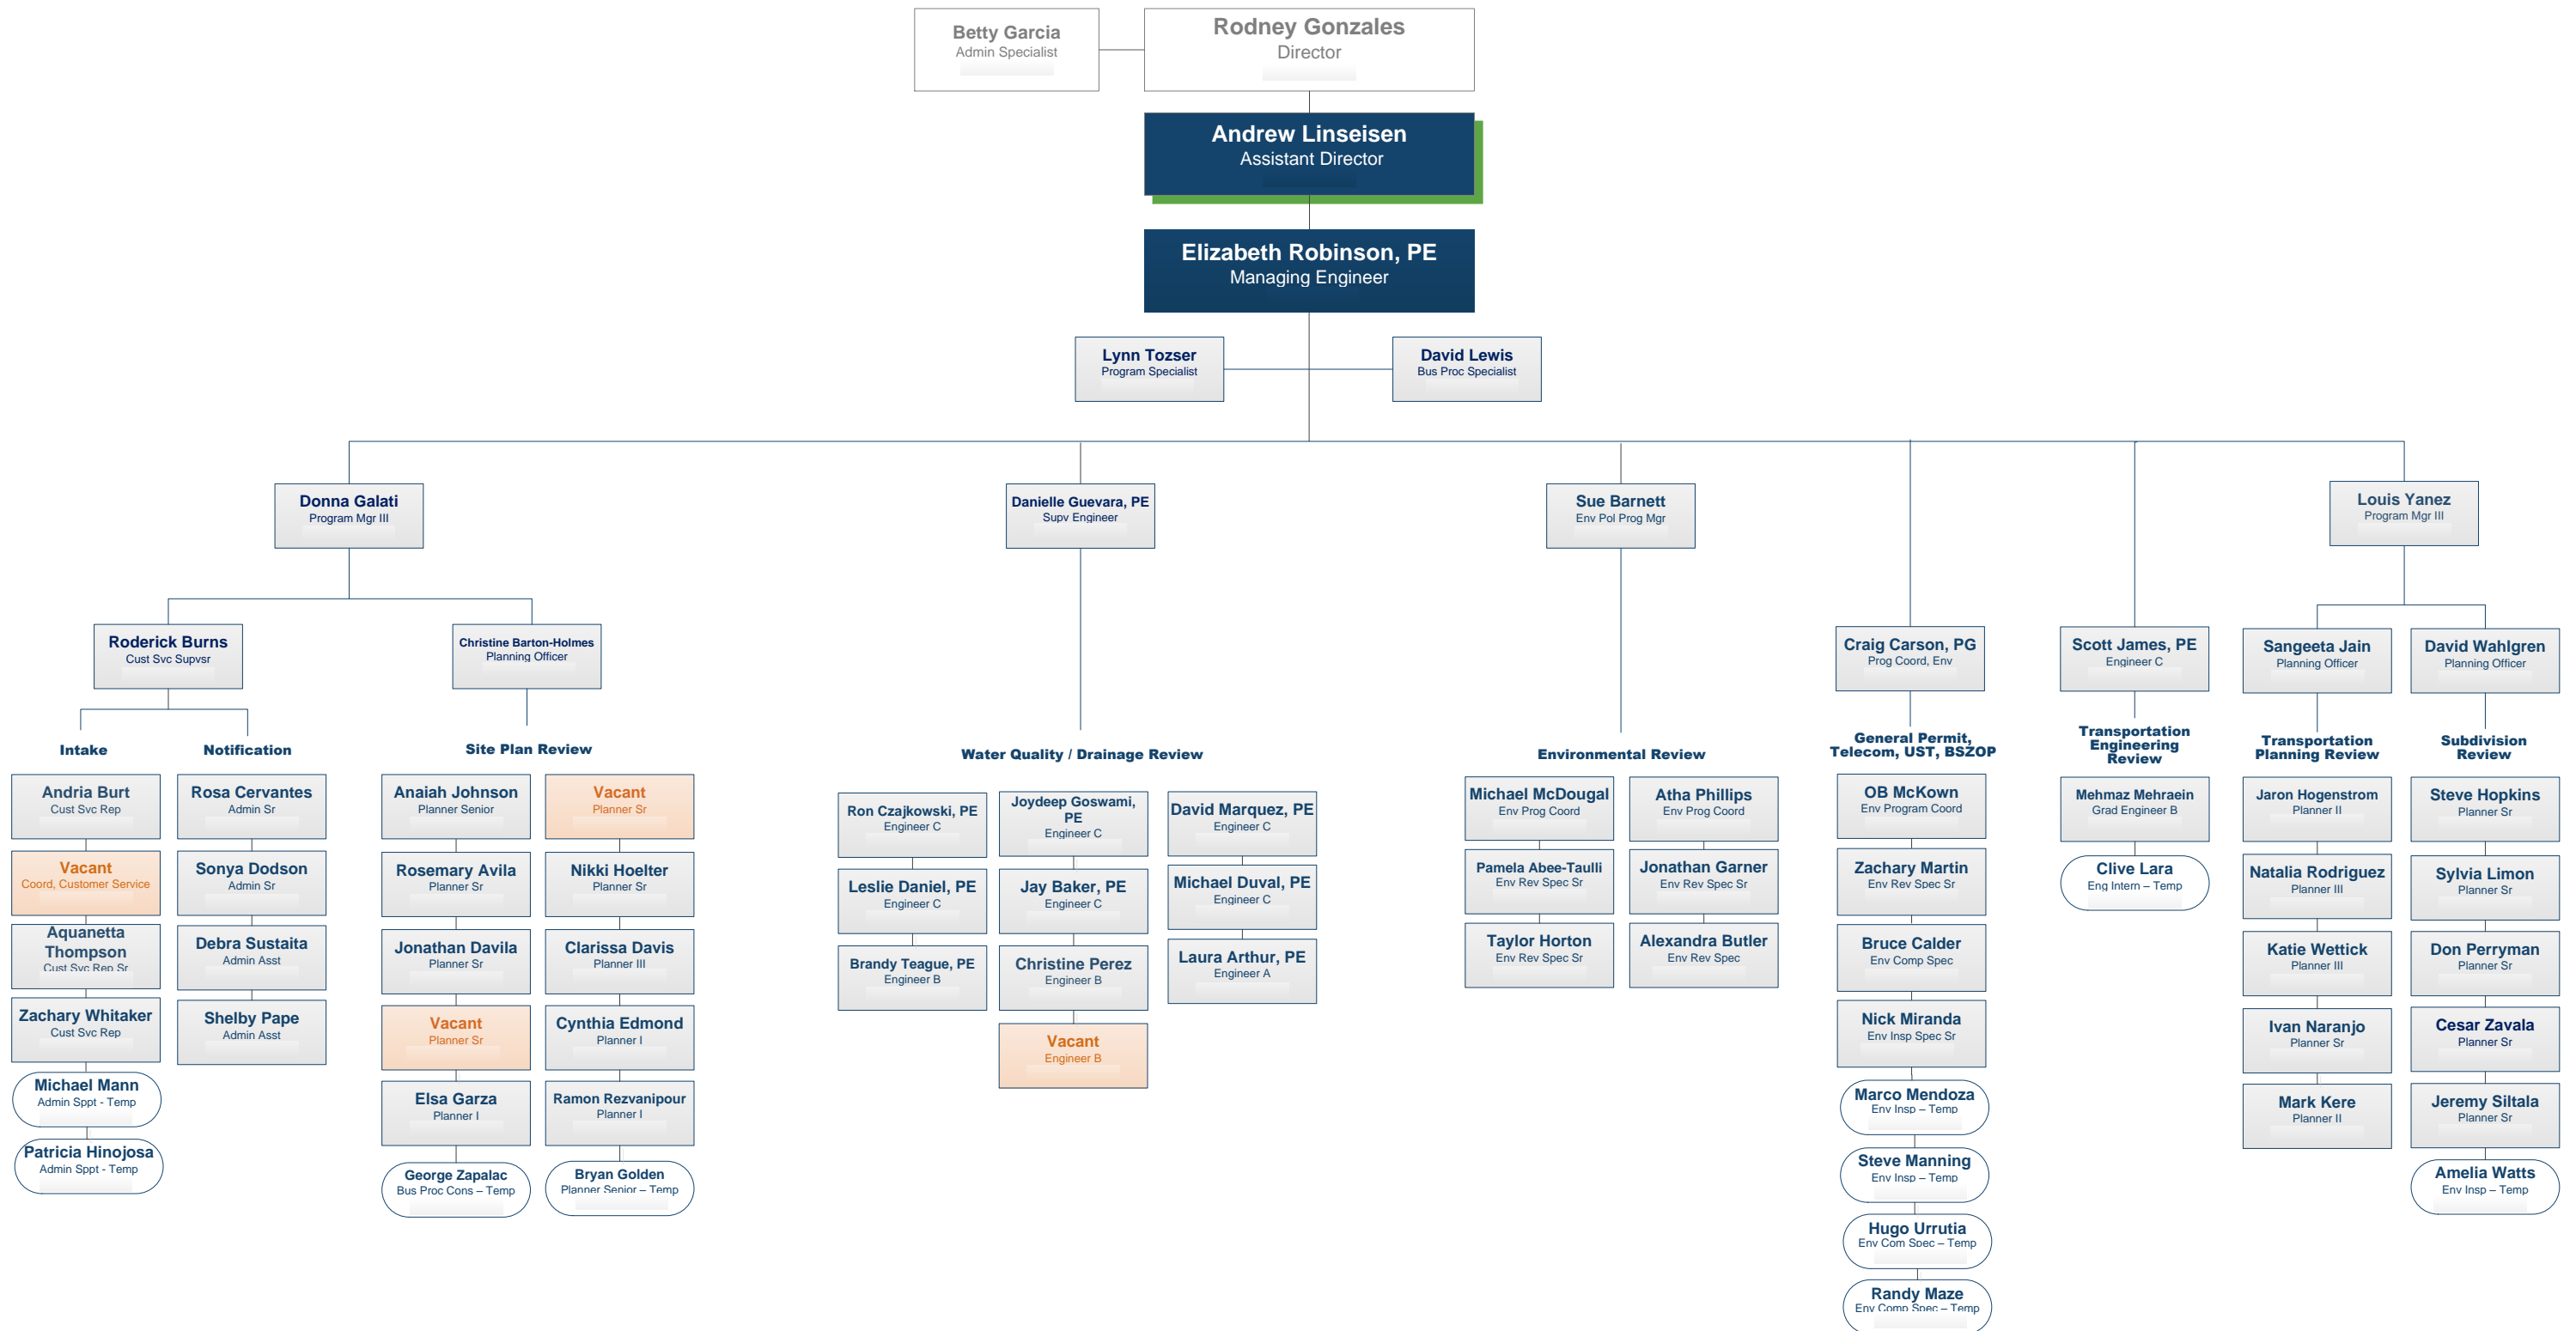 Betty Garcia
Admin Specialist
Rodney Gonzales
Director
Andrew Linseisen
Assistant Director
Elizabeth Robinson, PE
Managing Engineer
Lynn Tozser
Program Specialist
David Lewis
Bus Proc Specialist
Donna Galati
Program Mgr III
Danielle Guevara, PE
Supv Engineer
Sue Barnett
Env Pol Prog Mgr
Louis Yanez
Program Mgr III
Roderick Burns
Cust Svc Supvsr
Christine Barton-Holmes
Planning Officer
Craig Carson, PG
Prog Coord, Env
Scott James, PE
Engineer C
Sangeeta Jain
Planning Officer
David Wahlgren
Planning Officer
Intake
Andria Burt
Cust Svc Rep
Vacant
Coord, Customer Service
Aquanetta
Thompson
Cust Svc Rep Sr
Zachary Whitaker
Cust Svc Rep
Michael Mann
Admin Sppt - Temp
Patricia Hinojosa
Admin Sppt - Temp
Notification
Rosa Cervantes
Admin Sr
Sonya Dodson
Admin Sr
Debra Sustaita
Admin Asst
Shelby Pape
Admin Asst
Site Plan Review
Anaiah Johnson
Planner Senior
Rosemary Avila
Planner Sr
Jonathan Davila
Planner Sr
Vacant
Planner Sr
Elsa Garza
Planner I
George Zapalac
Bus Proc Cons – Temp
Vacant
Planner Sr
Nikki Hoelter
Planner Sr
Clarissa Davis
Planner III
Cynthia Edmond
Planner I
Ramon Rezvanipour
Planner I
Bryan Golden
Planner Senior – Temp
Water Quality / Drainage Review
Ron Czajkowski, PE
Engineer C
Leslie Daniel, PE
Engineer C
Brandy Teague, PE
Engineer B
Joydeep Goswami,
PE
Engineer C
Jay Baker, PE
Engineer C
Christine Perez
Engineer B
Vacant
Engineer B
David Marquez, PE
Engineer C
Michael Duval, PE
Engineer C
Laura Arthur, PE
Engineer A
Environmental Review
Michael McDougal
Env Prog Coord
Pamela Abee-Taulli
Env Rev Spec Sr
Taylor Horton
Env Rev Spec Sr
Atha Phillips
Env Prog Coord
Jonathan Garner
Env Rev Spec Sr
Alexandra Butler
Env Rev Spec
General Permit,
Telecom, UST, BSZOP
OB McKown
Env Program Coord
Zachary Martin
Env Rev Spec Sr
Bruce Calder
Env Comp Spec
Nick Miranda
Env Insp Spec Sr
Marco Mendoza
Env Insp – Temp
Steve Manning
Env Insp – Temp
Hugo Urrutia
Env Com Spec – Temp
Randy Maze
Env Comp Spec – Temp
Transportation
Engineering
Review
Mehmaz Mehraein
Grad Engineer B
Clive Lara
Eng Intern – Temp
Transportation
Planning Review
Jaron Hogenstrom
Planner II
Natalia Rodriguez
Planner III
Katie Wettick
Planner III
Ivan Naranjo
Planner Sr
Mark Kere
Planner II
Subdivision
Review
Steve Hopkins
Planner Sr
Sylvia Limon
Planner Sr
Don Perryman
Planner Sr
Cesar Zavala
Planner Sr
Jeremy Siltala
Planner Sr
Amelia Watts
Env Insp – Temp